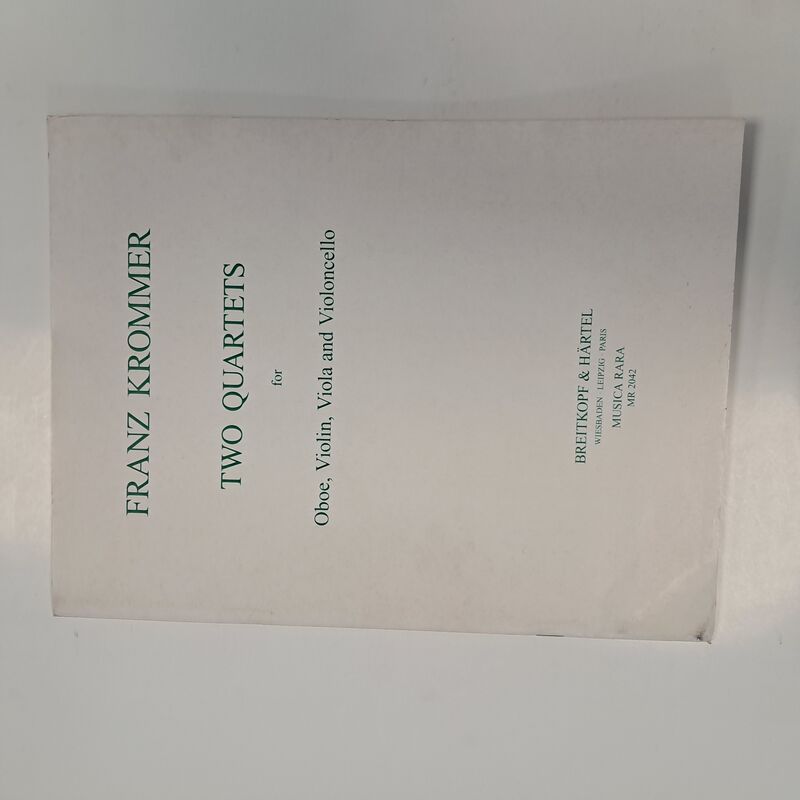 FRANZ KROMMER
TWO QUARTETS
for
Oboe, Violin, Viola and Violoncello
BREITKOPF & HÄRTEL
WIESBADEN LEIPZIG PARIS
MUSICA RARA
MR 2042